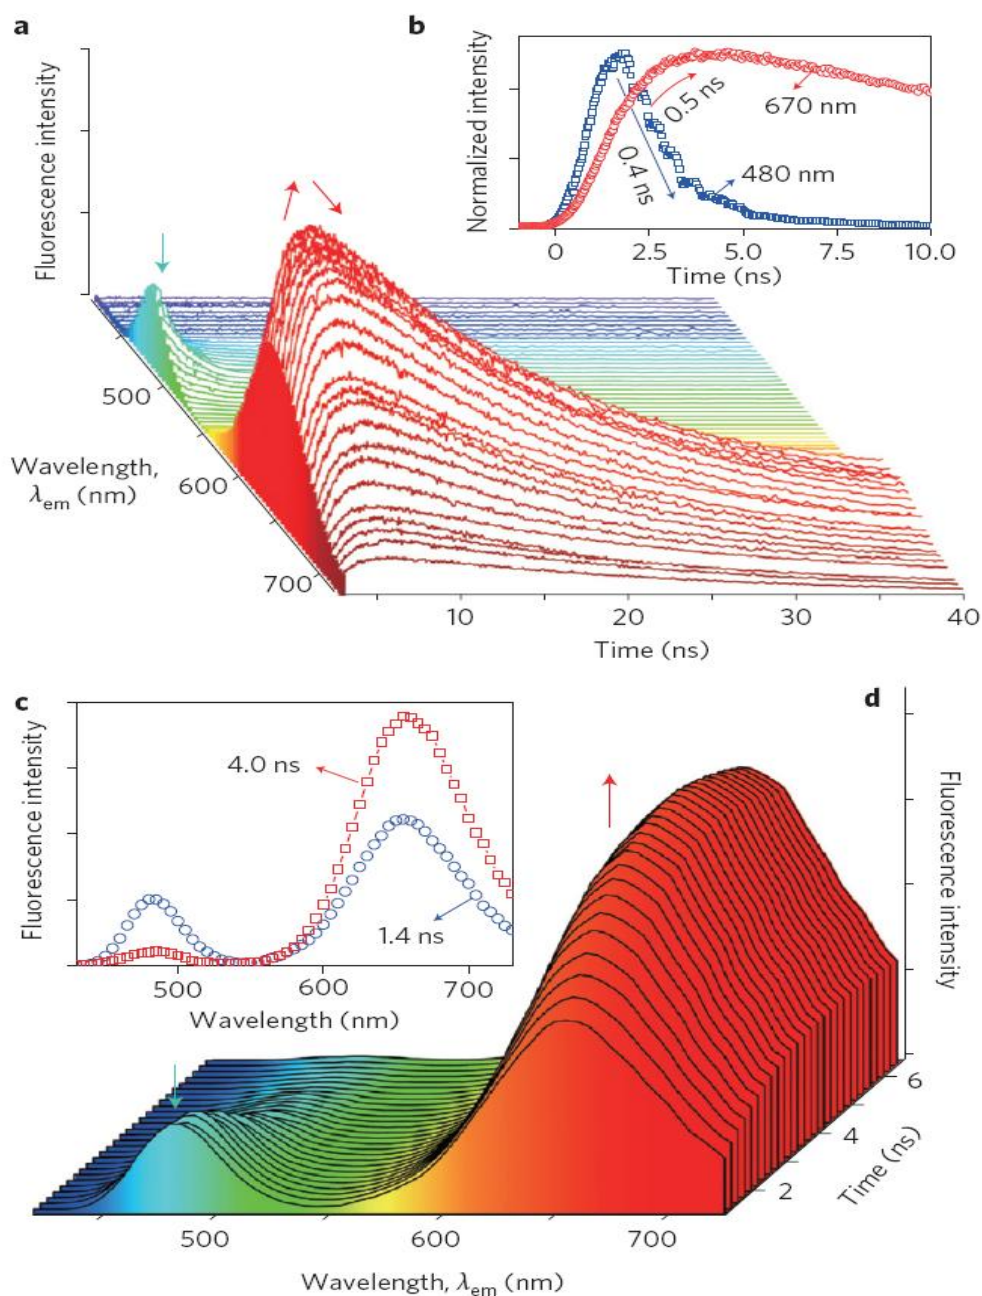 a
Fluorescence intensity
500
600
700
Wavelength,
λem (nm)
10
20
30
40
Time (ns)
b
Normalized intensity
0.5 ns
0.4 ns
670 nm
480 nm
0
2.5
5.0
7.5
10.0
Time (ns)
c
Fluorescence intensity
4.0 ns
1.4 ns
500
600
700
Wavelength (nm)
d
Fluorescence intensity
6
4
2
Time (ns)
500
600
700
Wavelength, λem (nm)